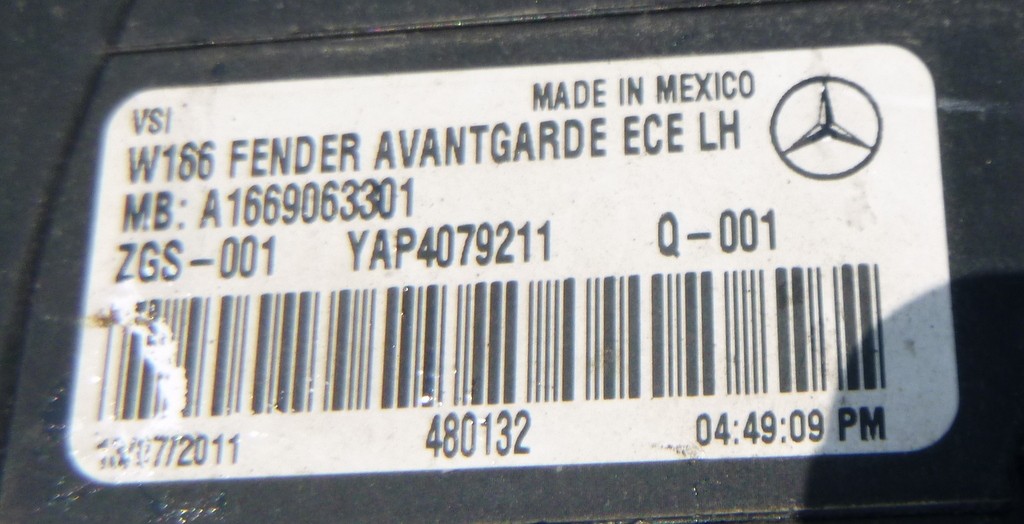 MADE IN MEXICO
VSI
W166 FENDER AVANTGARDE ECE LH
MB: A1669063301
ZGS-001 YAP4079211 Q-001
480132 04:49:09 PM